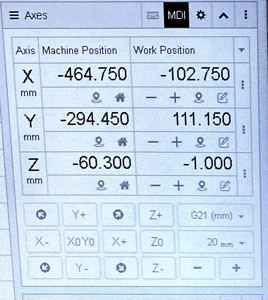 Axes MDI
Axis Machine Position Work Position
X mm -464.750 -102.750
Y mm -294.450 111.150
Z mm -60.300 -1.000
Y+ Z+ G21 (mm)
X- X0Y0 X+ Z0 20 mm
Y- Z-